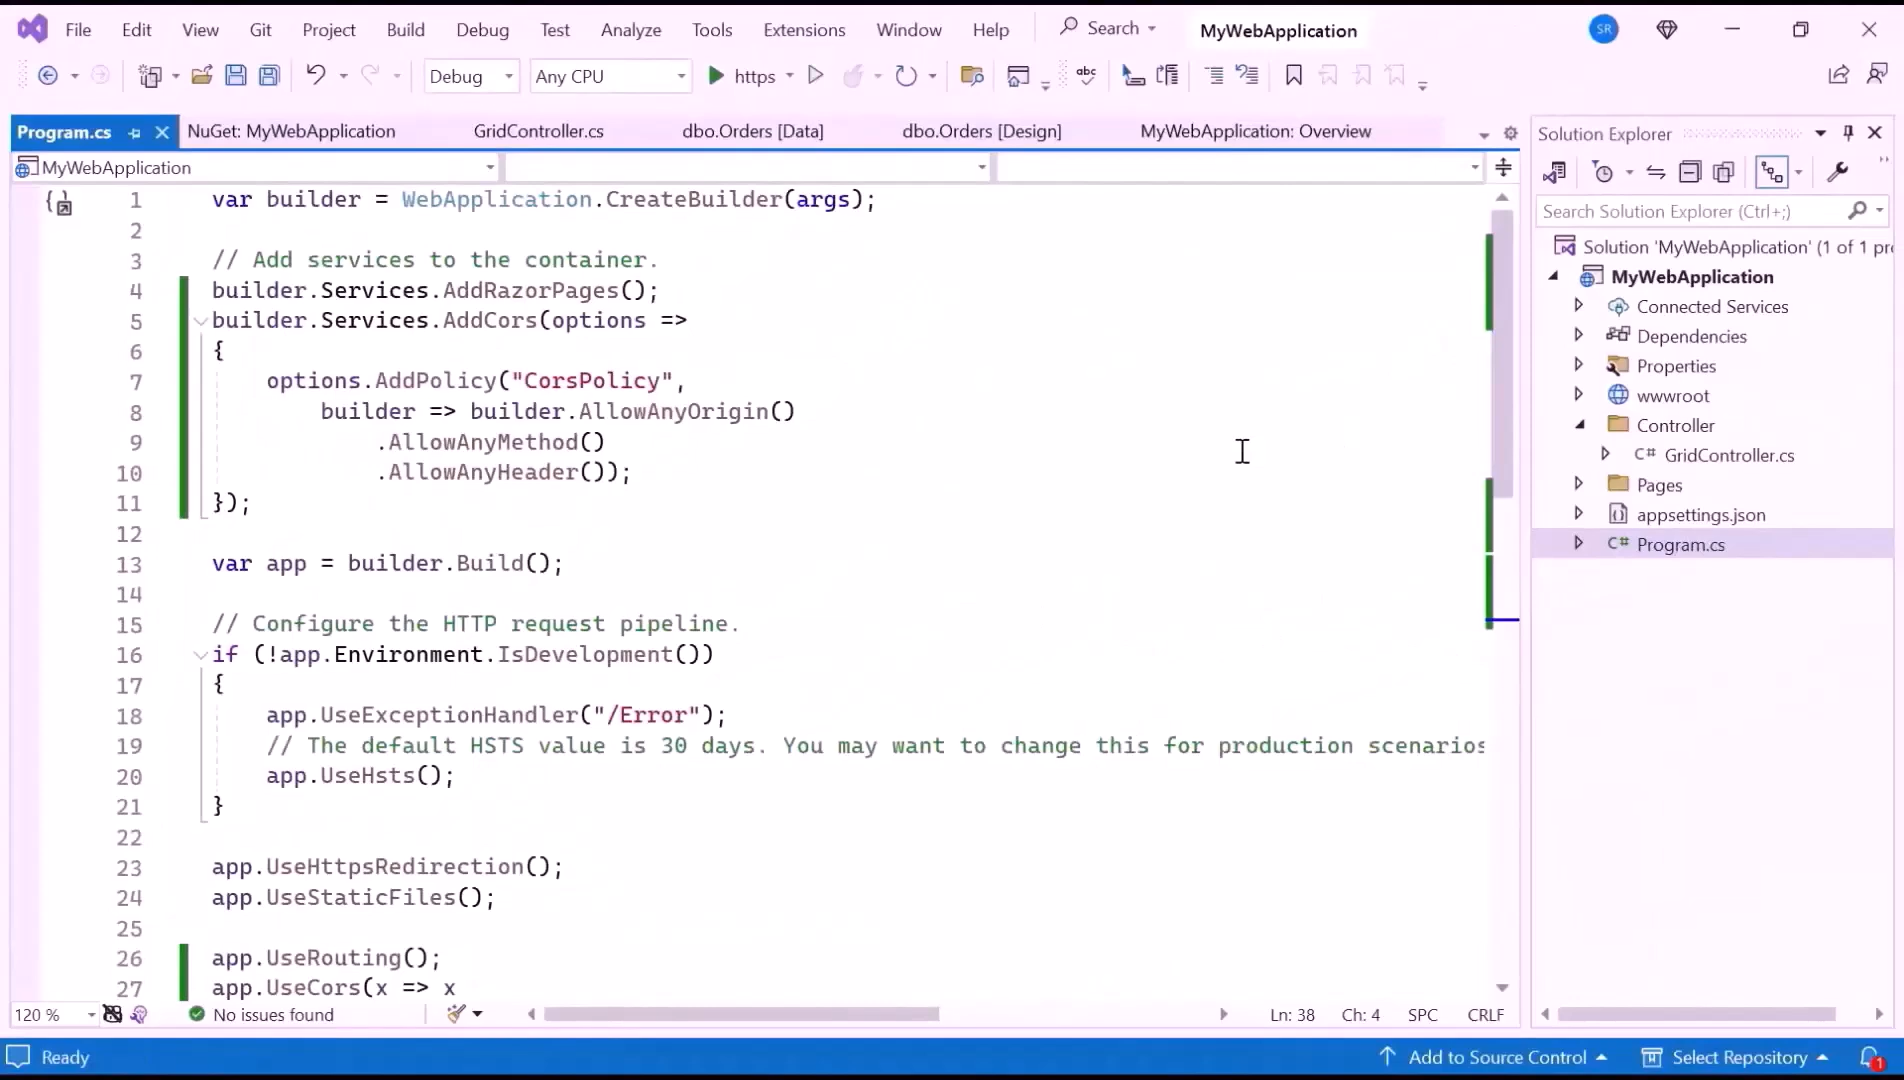 File Edit View Git Project Build Debug Test Analyze Tools Extensions Window Help Search MyWebApplication SR
Debug Any CPU https abc
Program.cs NuGet: MyWebApplication GridController.cs dbo.Orders [Data] dbo.Orders [Design] MyWebApplication: Overview
MyWebApplication
1 var builder = WebApplication.CreateBuilder(args);
2
3 // Add services to the container.
4 builder.Services.AddRazorPages();
5 builder.Services.AddCors(options =>
6 {
7 options.AddPolicy("CorsPolicy",
8 builder => builder.AllowAnyOrigin()
9 .AllowAnyMethod()
10 .AllowAnyHeader());
11 });
12
13 var app = builder.Build();
14
15 // Configure the HTTP request pipeline.
16 if (!app.Environment.IsDevelopment())
17 {
18 app.UseExceptionHandler("/Error");
19 // The default HSTS value is 30 days. You may want to change this for production scenarios
20 app.UseHsts();
21 }
22
23 app.UseHttpsRedirection();
24 app.UseStaticFiles();
25
26 app.UseRouting();
27 app.UseCors(x => x
120 % No issues found Ln: 38 Ch: 4 SPC CRLF
Solution Explorer
Search Solution Explorer (Ctrl+;)
Solution 'MyWebApplication' (1 of 1 pr
MyWebApplication
Connected Services
Dependencies
Properties
wwwroot
Controller
C# GridController.cs
Pages
appsettings.json
C# Program.cs
Ready Add to Source Control Select Repository 1